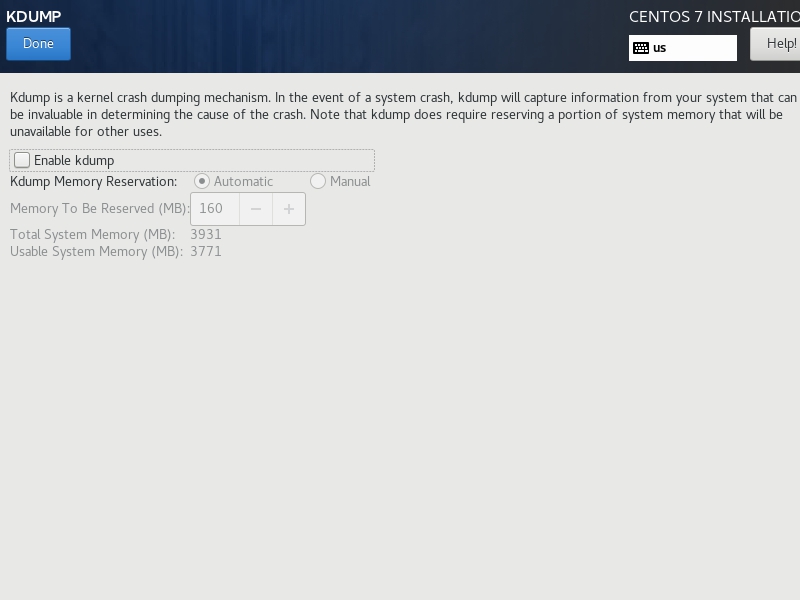 KDUMP
CENTOS 7 INSTALLATIO
Done
us
Help!
Kdump is a kernel crash dumping mechanism. In the event of a system crash, kdump will capture information from your system that can
be invaluable in determining the cause of the crash. Note that kdump does require reserving a portion of system memory that will be
unavailable for other uses.
Enable kdump
Kdump Memory Reservation: Automatic Manual
Memory To Be Reserved (MB): 160 − +
Total System Memory (MB): 3931
Usable System Memory (MB): 3771